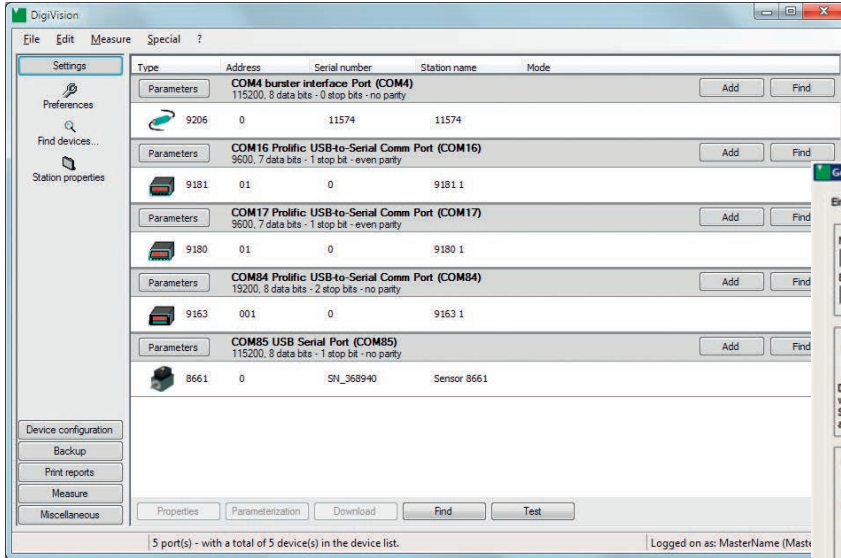 DigiVision
File Edit Measure Special ?
Settings
Preferences
Find devices...
Station properties
Device configuration
Backup
Print reports
Measure
Miscellaneous
Type Address Serial number Station name Mode
Parameters COM4 burster interface Port (COM4) Add Find
115200, 8 data bits - 0 stop bits - no parity
9206 0 11574 11574
Parameters COM16 Prolific USB-to-Serial Comm Port (COM16) Add Find
9600, 7 data bits - 1 stop bit - even parity
9181 01 0 9181 1
Parameters COM17 Prolific USB-to-Serial Comm Port (COM17) Add Find
9600, 7 data bits - 1 stop bit - even parity
9180 01 0 9180 1
Parameters COM84 Prolific USB-to-Serial Comm Port (COM84) Add Find
19200, 8 data bits - 2 stop bits - no parity
9163 001 0 9163 1
Parameters COM85 USB Serial Port (COM85) Add Find
115200, 8 data bits - 1 stop bit - no parity
8661 0 SN_368940 Sensor 8661
Properties Parameterization Download Find Test
5 port(s) - with a total of 5 device(s) in the device list. Logged on as: MasterName